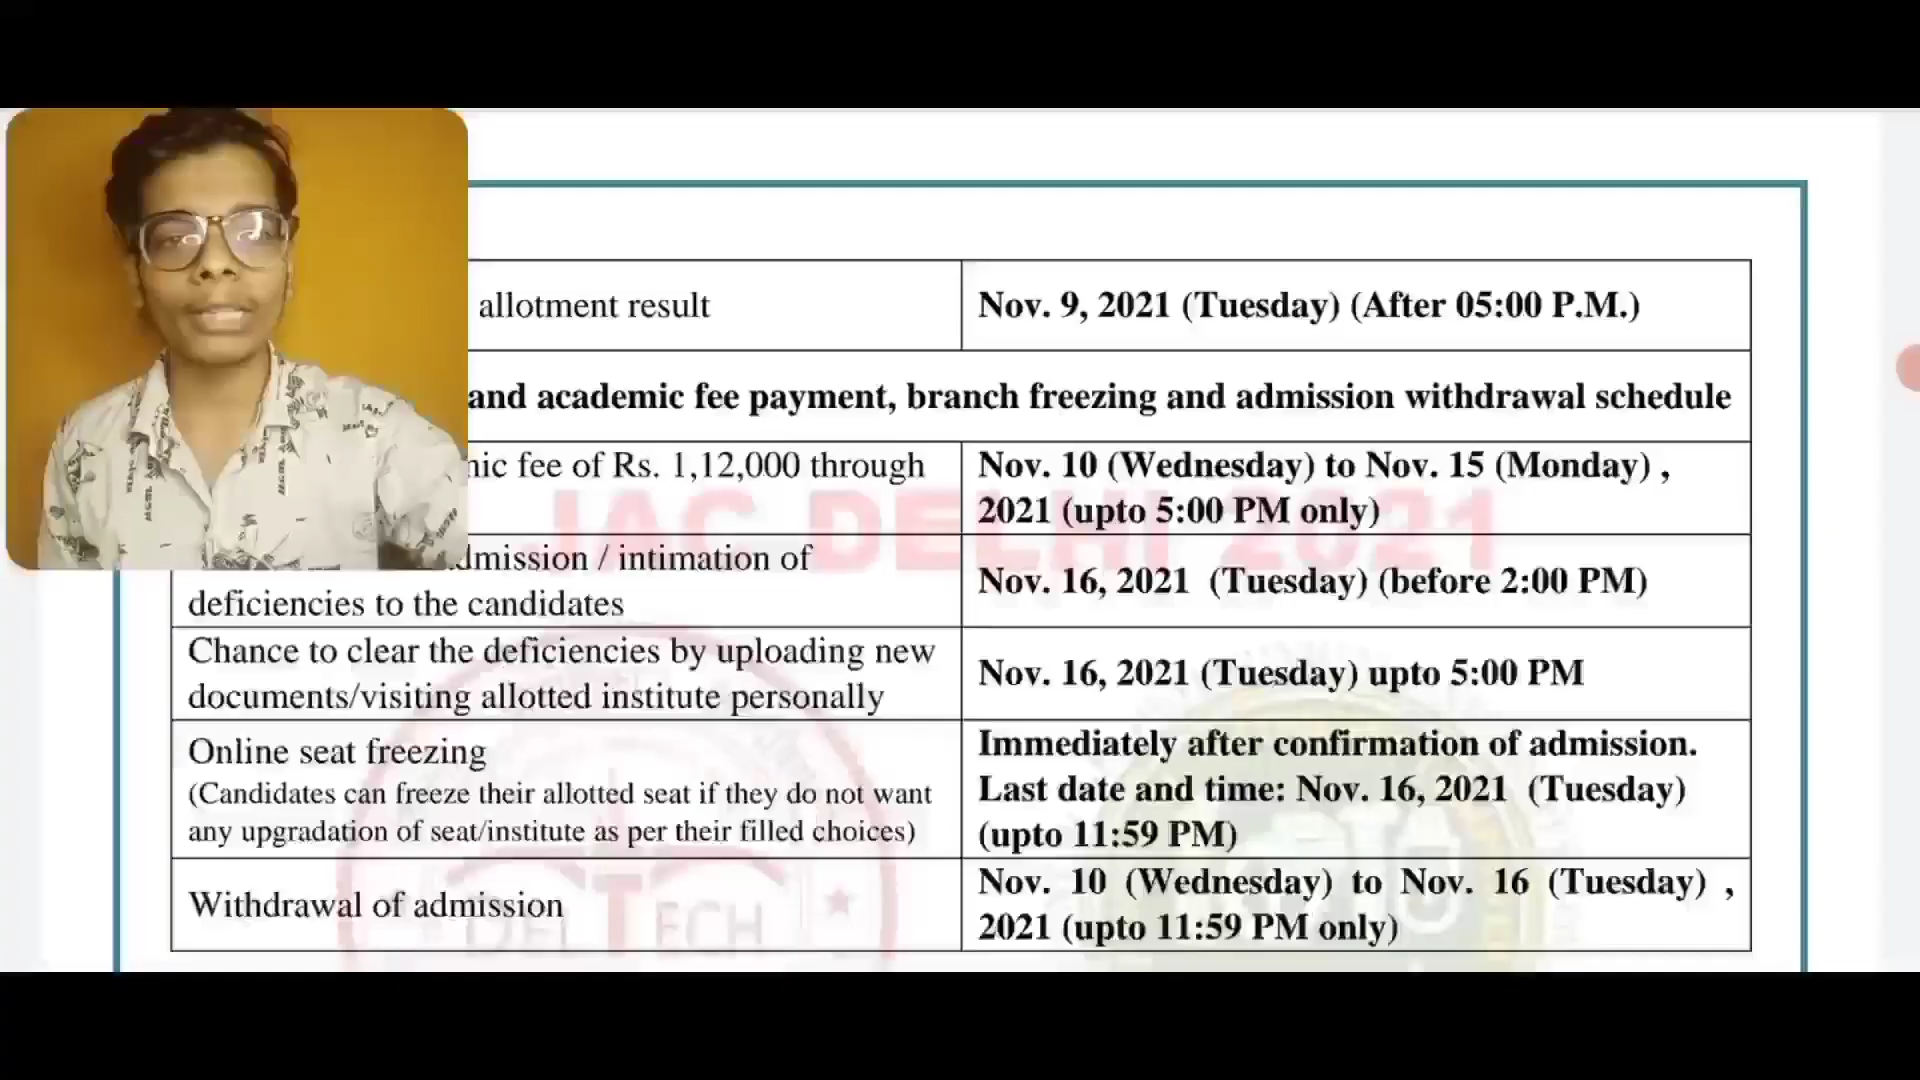 allotment result
Nov. 9, 2021 (Tuesday) (After 05:00 P.M.)
and academic fee payment, branch freezing and admission withdrawal schedule
fee of Rs. 1,12,000 through
Nov. 10 (Wednesday) to Nov. 15 (Monday) ,
2021 (upto 5:00 PM only)
JAC DELHI 2021
/ intimation of
deficiencies to the candidates
Nov. 16, 2021 (Tuesday) (before 2:00 PM)
Chance to clear the deficiencies by uploading new
documents/visiting allotted institute personally
Nov. 16, 2021 (Tuesday) upto 5:00 PM
Online seat freezing
(Candidates can freeze their allotted seat if they do not want
any upgradation of seat/institute as per their filled choices)
Immediately after confirmation of admission.
Last date and time: Nov. 16, 2021 (Tuesday)
(upto 11:59 PM)
Withdrawal of admission
Nov. 10 (Wednesday) to Nov. 16 (Tuesday) ,
2021 (upto 11:59 PM only)
DELTECH